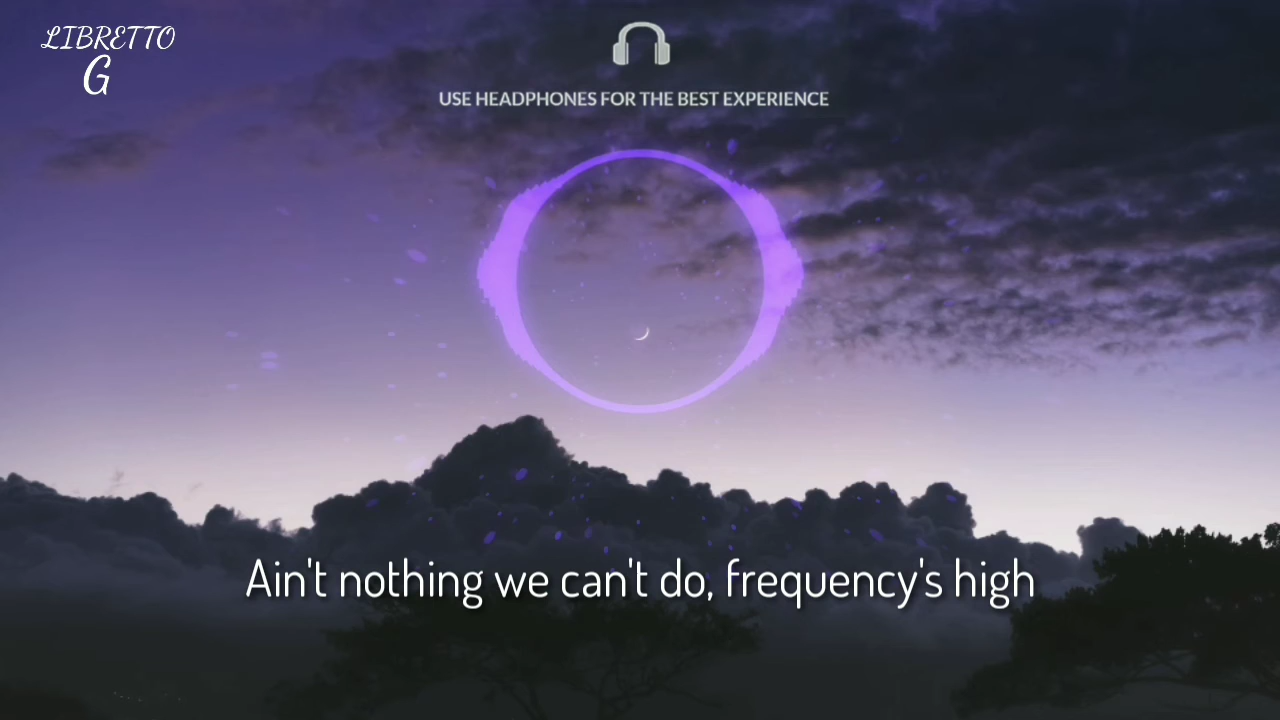 LIBRETTO
G
USE HEADPHONES FOR THE BEST EXPERIENCE
Ain't nothing we can't do, frequency's high